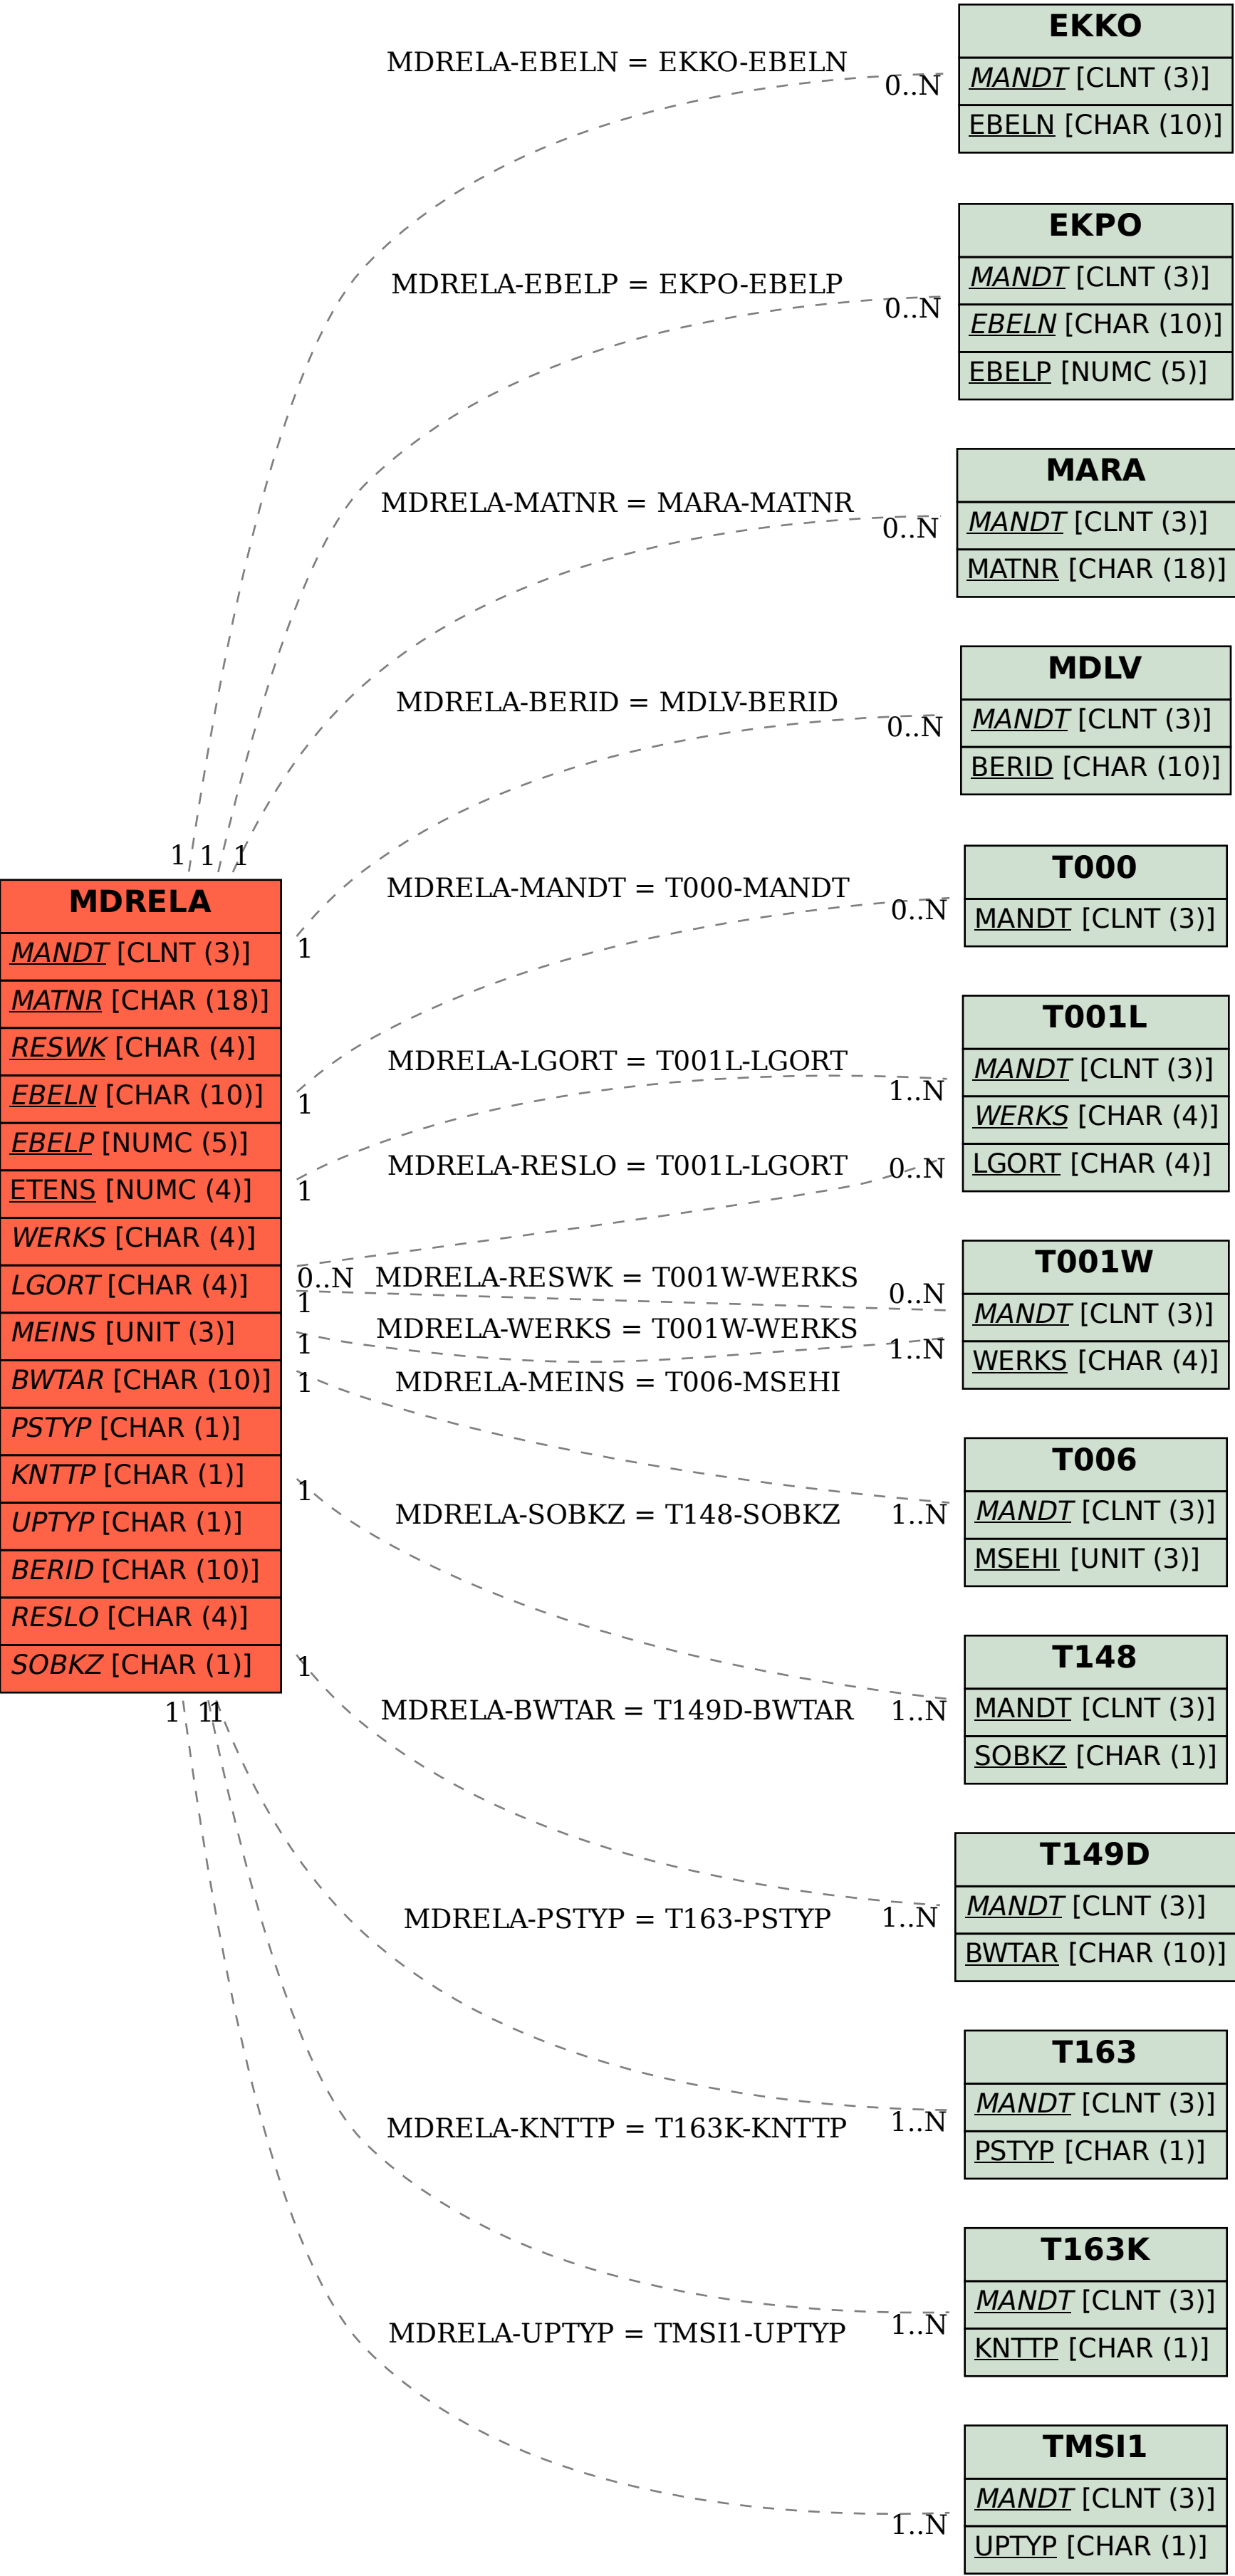 EKKO
MANDT [CLNT (3)]
EBELN [CHAR (10)]
MDRELA-EBELN = EKKO-EBELN
0..N
EKPO
MANDT [CLNT (3)]
EBELN [CHAR (10)]
EBELP [NUMC (5)]
MDRELA-EBELP = EKPO-EBELP
0..N
MARA
MANDT [CLNT (3)]
MATNR [CHAR (18)]
MDRELA-MATNR = MARA-MATNR
0..N
MDLV
MANDT [CLNT (3)]
BERID [CHAR (10)]
MDRELA-BERID = MDLV-BERID
0..N
1 1 1
MDRELA
MANDT [CLNT (3)]
MATNR [CHAR (18)]
RESWK [CHAR (4)]
EBELN [CHAR (10)]
EBELP [NUMC (5)]
ETENS [NUMC (4)]
WERKS [CHAR (4)]
LGORT [CHAR (4)]
MEINS [UNIT (3)]
BWTAR [CHAR (10)]
PSTYP [CHAR (1)]
KNTTP [CHAR (1)]
UPTYP [CHAR (1)]
BERID [CHAR (10)]
RESLO [CHAR (4)]
SOBKZ [CHAR (1)]
1
1
1
0..N
1
1
1
1
1
1 1 1
MDRELA-MANDT = T000-MANDT
0..N
T000
MANDT [CLNT (3)]
MDRELA-LGORT = T001L-LGORT
1..N
MDRELA-RESLO = T001L-LGORT
0..N
T001L
MANDT [CLNT (3)]
WERKS [CHAR (4)]
LGORT [CHAR (4)]
MDRELA-RESWK = T001W-WERKS
0..N
MDRELA-WERKS = T001W-WERKS
1..N
T001W
MANDT [CLNT (3)]
WERKS [CHAR (4)]
MDRELA-MEINS = T006-MSEHI
1..N
T006
MANDT [CLNT (3)]
MSEHI [UNIT (3)]
MDRELA-SOBKZ = T148-SOBKZ
1..N
T148
MANDT [CLNT (3)]
SOBKZ [CHAR (1)]
MDRELA-BWTAR = T149D-BWTAR
1..N
T149D
MANDT [CLNT (3)]
BWTAR [CHAR (10)]
MDRELA-PSTYP = T163-PSTYP
1..N
T163
MANDT [CLNT (3)]
PSTYP [CHAR (1)]
MDRELA-KNTTP = T163K-KNTTP
1..N
T163K
MANDT [CLNT (3)]
KNTTP [CHAR (1)]
MDRELA-UPTYP = TMSI1-UPTYP
1..N
TMSI1
MANDT [CLNT (3)]
UPTYP [CHAR (1)]